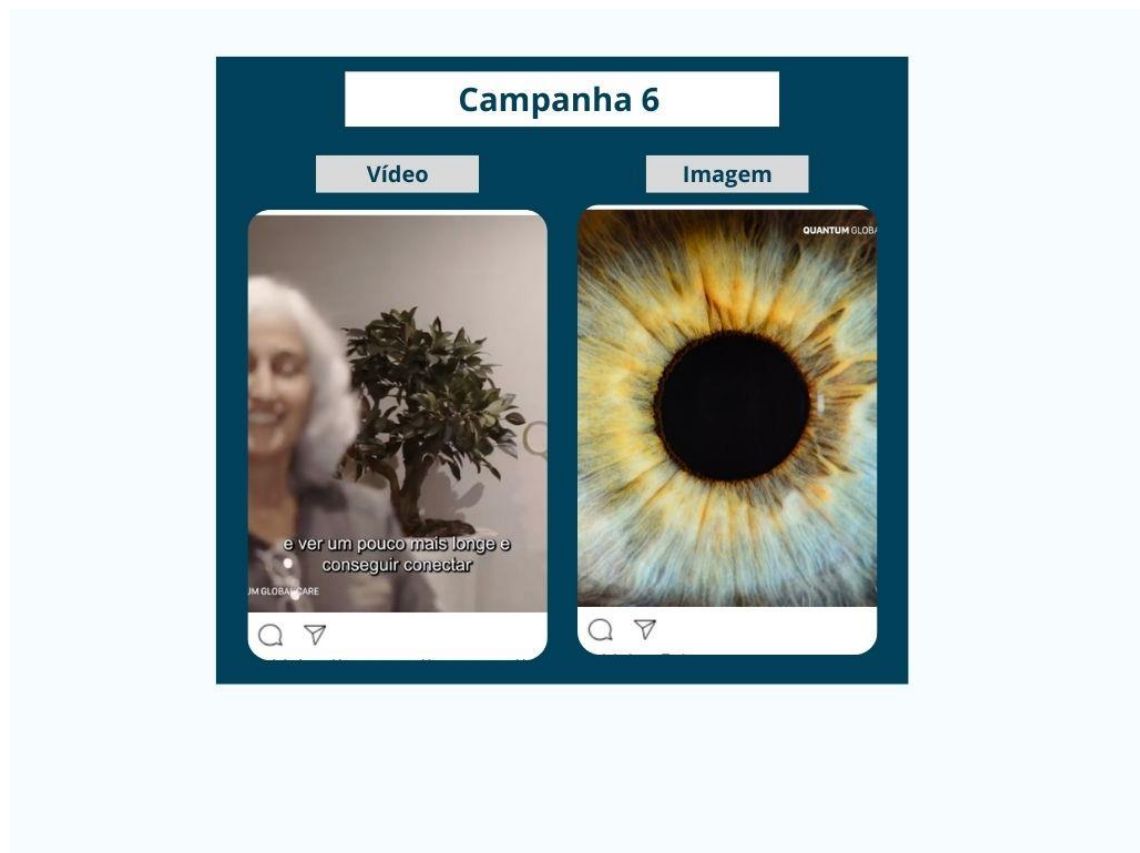 Campanha 6
Vídeo
Imagem
QUANTUM GLOBA
e ver um pouco mais longe e
conseguir conectar
UM GLOBAL CARE